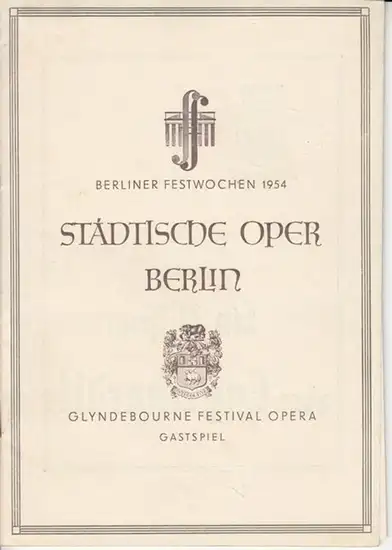 BERLINER FESTWOCHEN 1954
STÄDTISCHE OPER
BERLIN
GLYNDEBOURNE FESTIVAL OPERA
GASTSPIEL